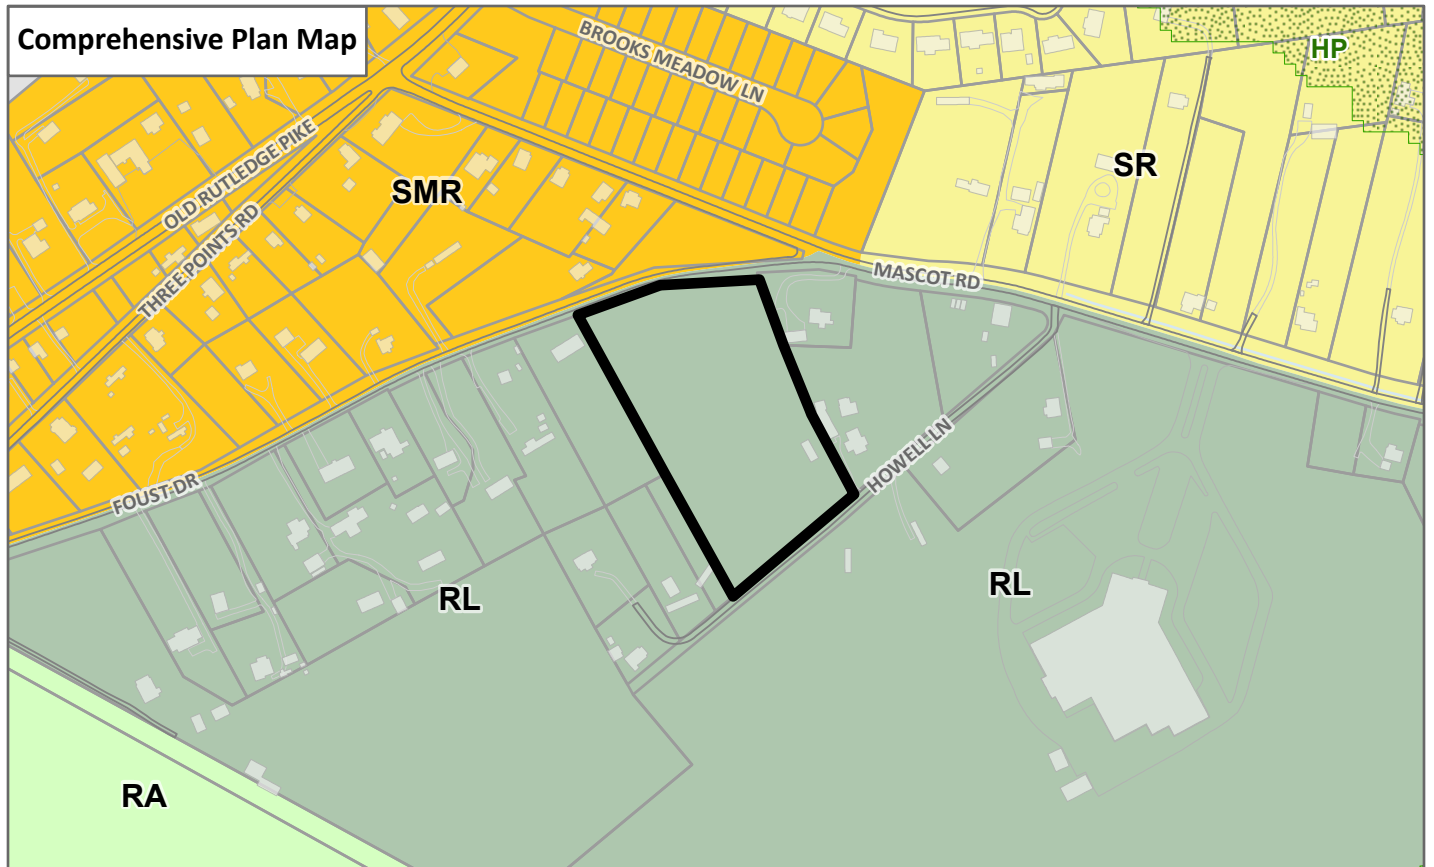 Comprehensive Plan Map
BROOKS MEADOW LN
HP
OLD RUTLEDGE PIKE
SMR
SR
THREE POINTS RD
MASCOT RD
HOWELL LN
FOUST DR
RL
RL
RA